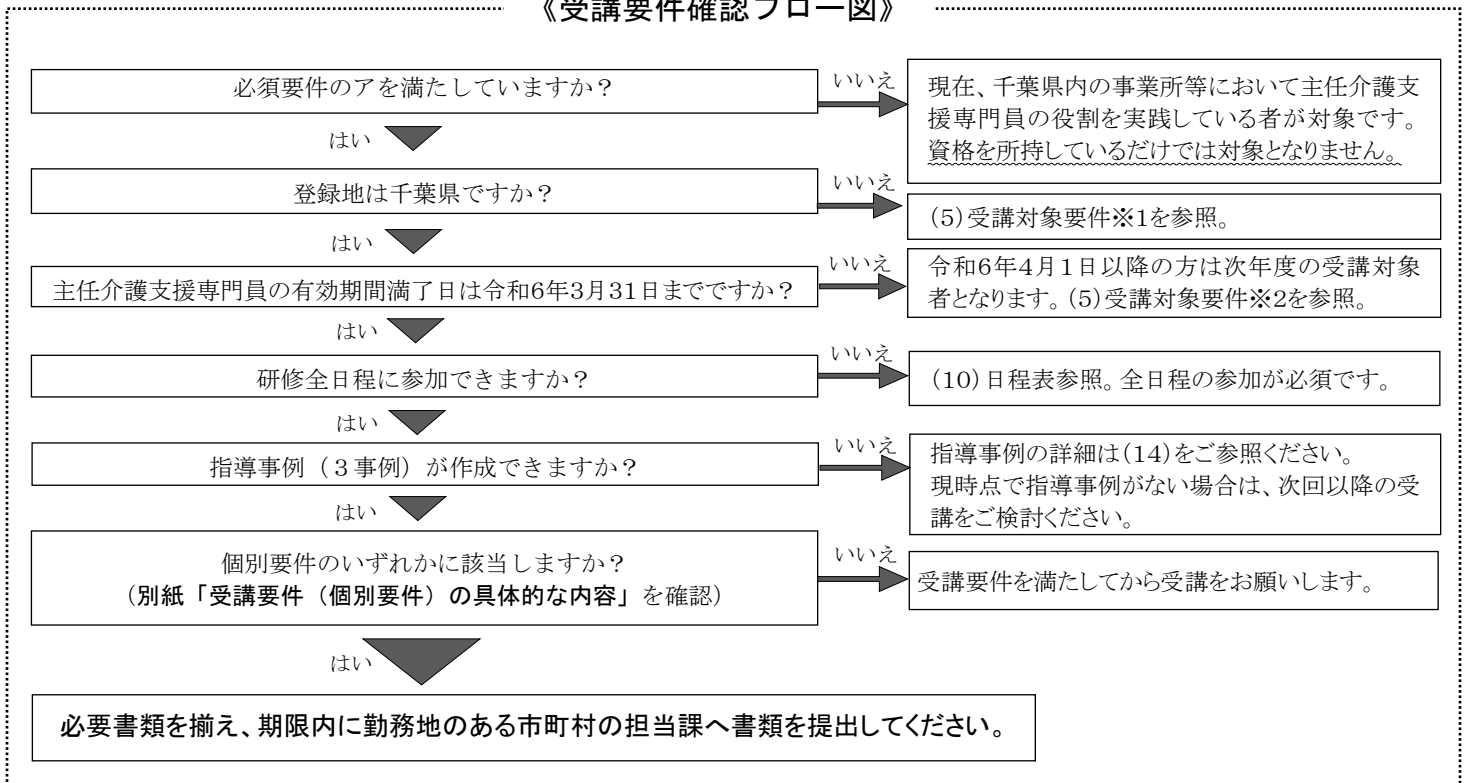 《受講要件確認フロー図》
必須要件のアを満たしていますか？
いいえ
現在、千葉県内の事業所等において主任介護支
援専門員の役割を実践している者が対象です。
資格を所持しているだけでは対象となりません。
はい
登録地は千葉県ですか？
いいえ
(5)受講対象要件※1を参照。
はい
主任介護支援専門員の有効期間満了日は令和6年3月31日までですか？
いいえ
令和6年4月1日以降の方は次年度の受講対象
者となります。(5)受講対象要件※2を参照。
はい
研修全日程に参加できますか？
いいえ
(10)日程表参照。全日程の参加が必須です。
はい
指導事例（3事例）が作成できますか？
いいえ
指導事例の詳細は(14)をご参照ください。
現時点で指導事例がない場合は、次回以降の受
講をご検討ください。
はい
個別要件のいずれかに該当しますか？
（別紙「受講要件（個別要件）の具体的な内容」を確認）
いいえ
受講要件を満たしてから受講をお願いします。
はい
必要書類を揃え、期限内に勤務地のある市町村の担当課へ書類を提出してください。